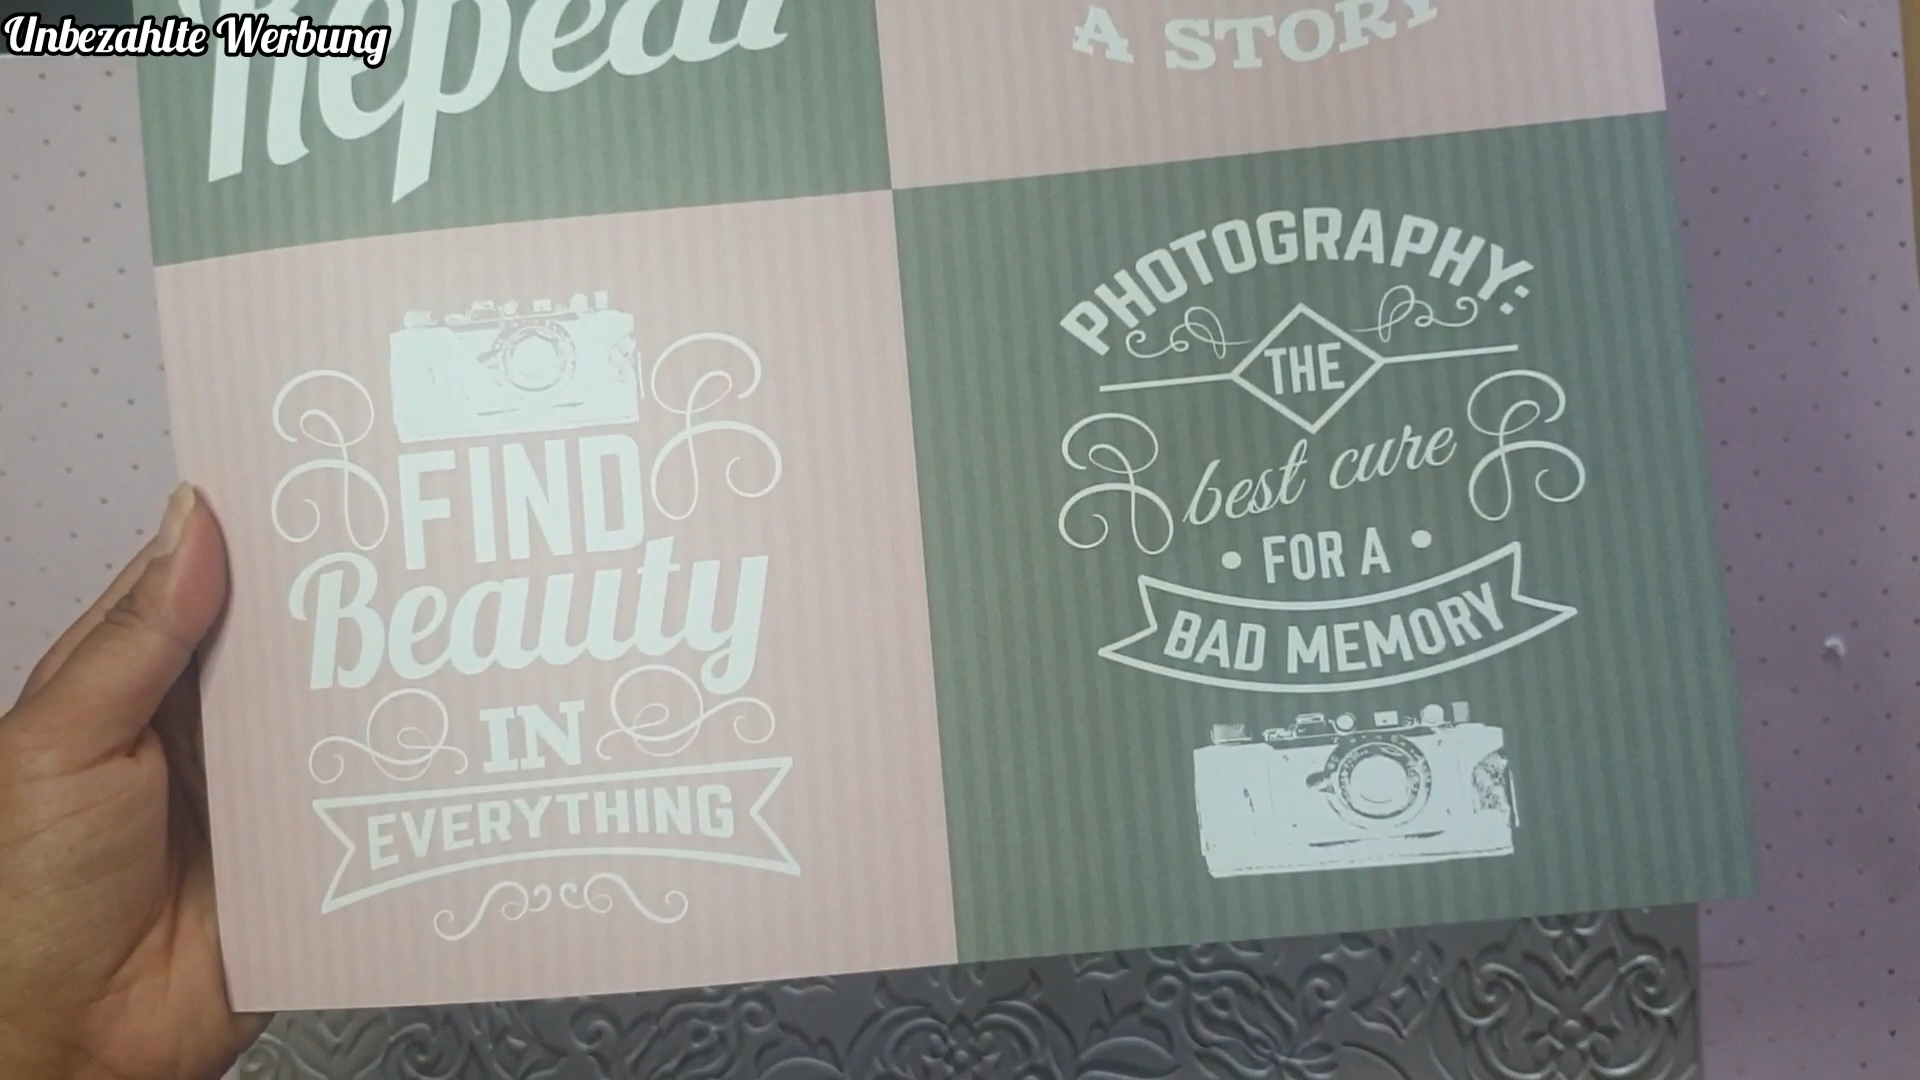 Unbezahlte Werbung
Repeat
A STORY
FIND
Beauty
IN
EVERYTHING
PHOTOGRAPHY:
THE
best cure
• FOR A •
BAD MEMORY